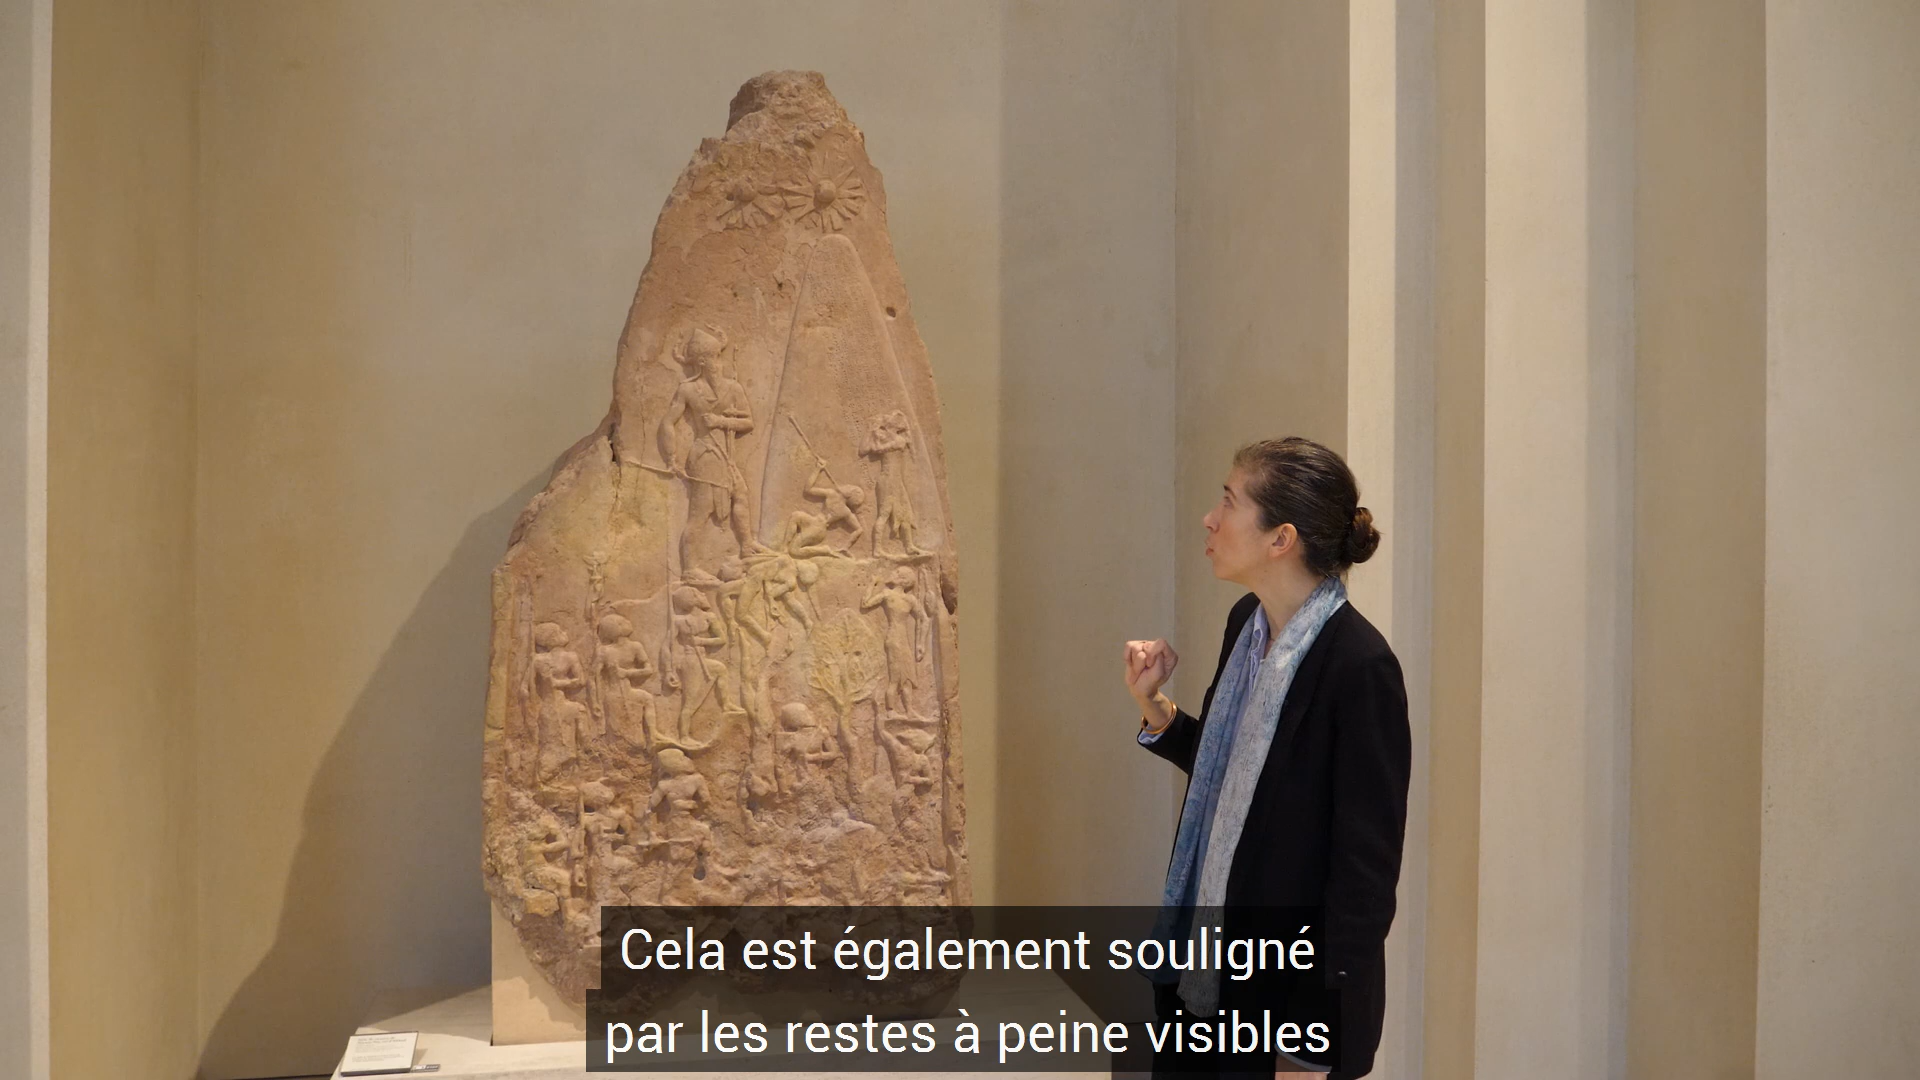 Cela est également souligné
par les restes à peine visibles